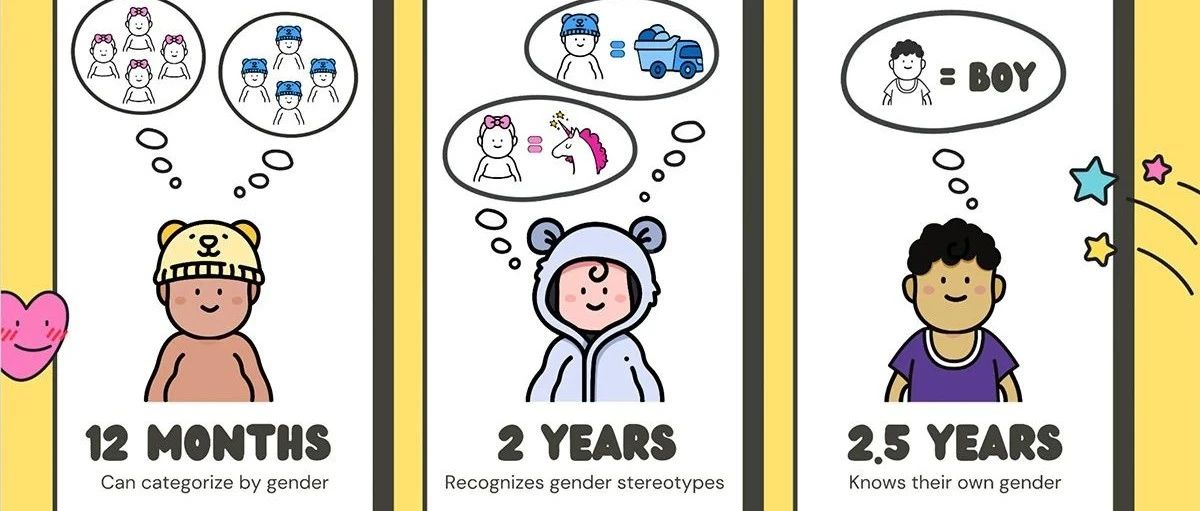 = BOY
12 MONTHS
Can categorize by gender
2 YEARS
Recognizes gender stereotypes
2.5 YEARS
Knows their own gender